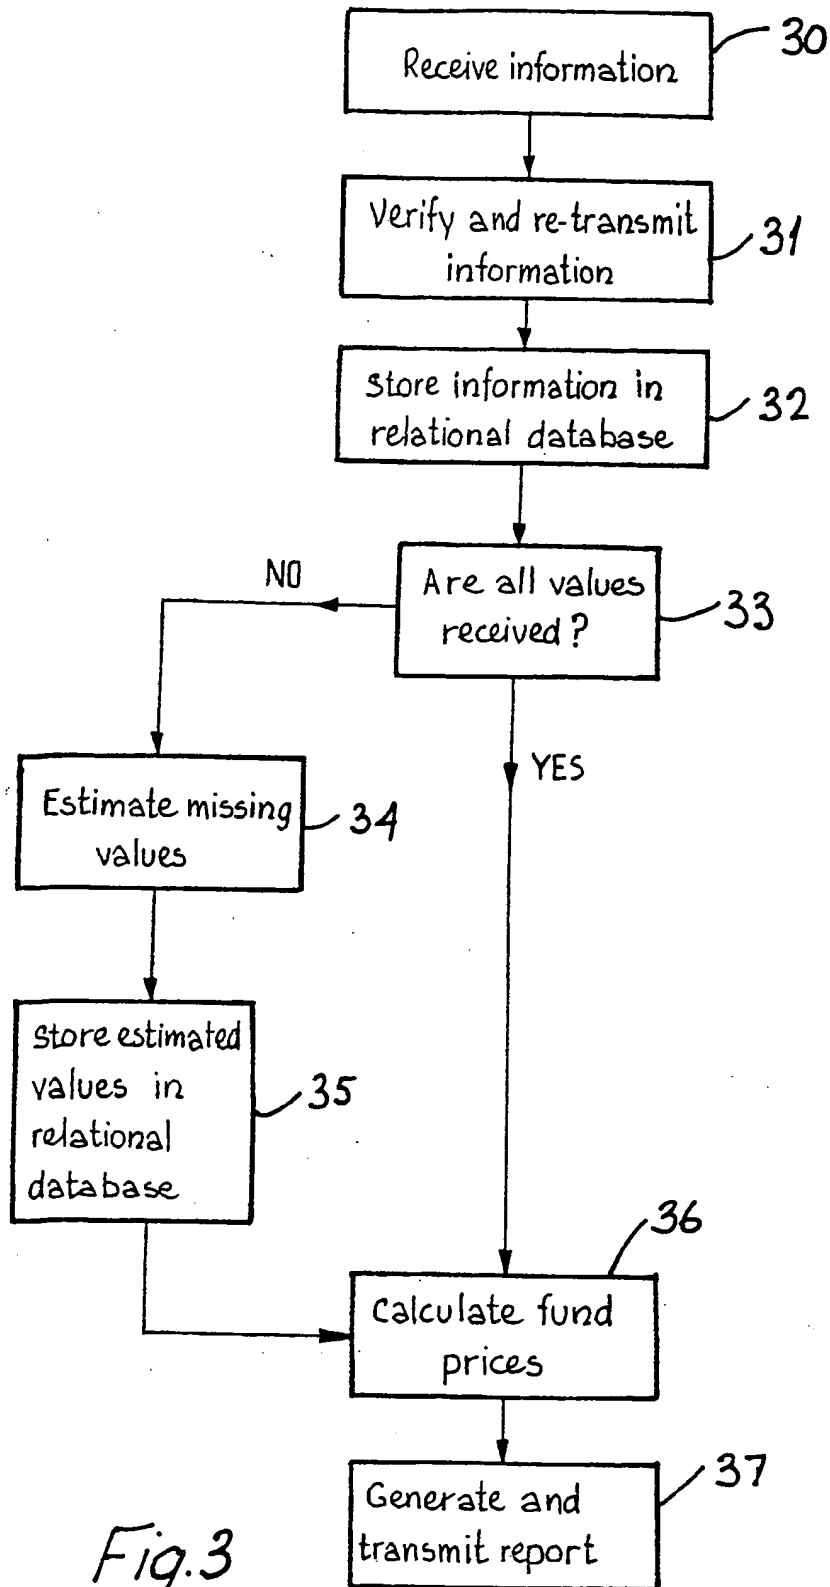 Receive information
30
Verify and re-transmit
information
31
Store information in
relational database
32
Are all values
received?
33
NO
YES
Estimate missing
values
34
Store estimated
values in
relational
database
35
36
Calculate fund
prices
Generate and
transmit report
37
Fig.3